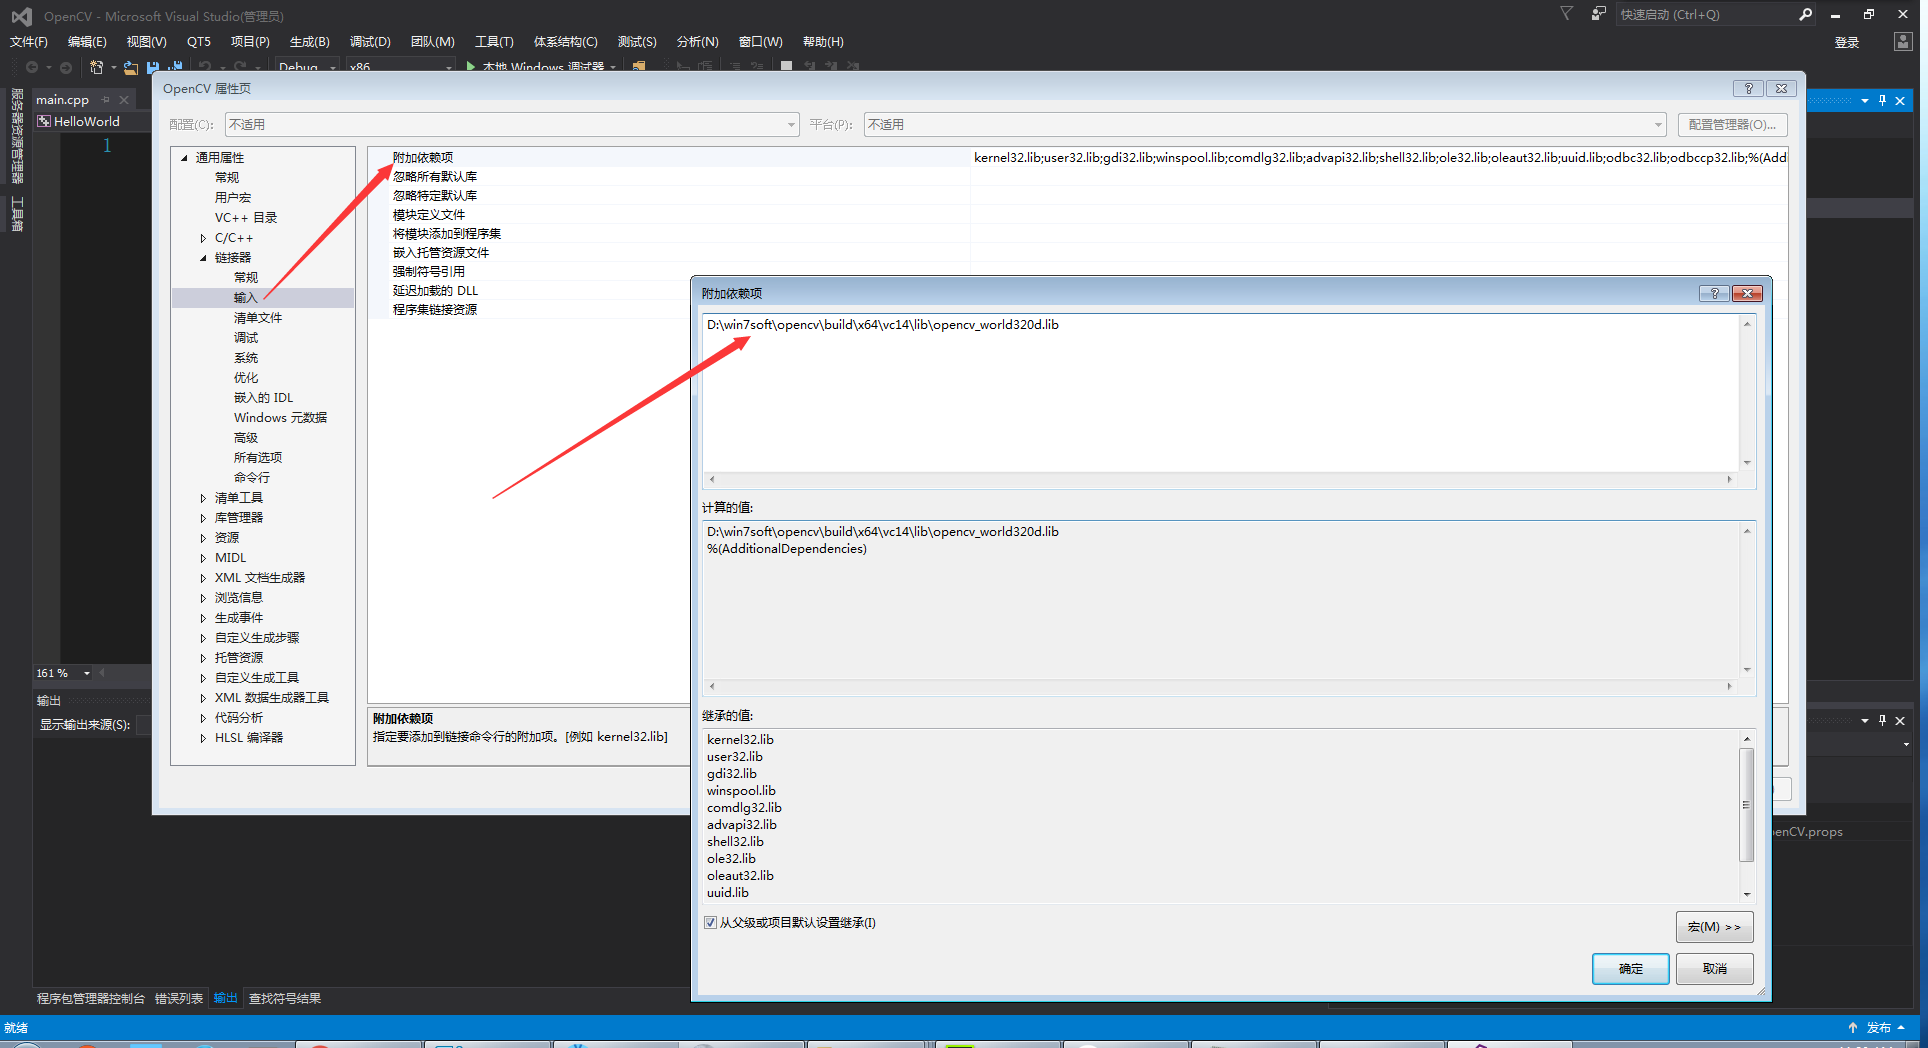 OpenCV - Microsoft Visual Studio(管理员)
快速启动 (Ctrl+Q)
文件(F) 编辑(E) 视图(V) QT5 项目(P) 生成(B) 调试(D) 团队(M) 工具(T) 体系结构(C) 测试(S) 分析(N) 窗口(W) 帮助(H)
登录
Debug x86 本地 Windows 调试器
服务器资源管理器
工具箱
main.cpp
HelloWorld
1
OpenCV 属性页
配置(C): 不适用 平台(P): 不适用 配置管理器(O)...
通用属性
常规
用户宏
VC++ 目录
C/C++
链接器
常规
输入
清单文件
调试
系统
优化
嵌入的 IDL
Windows 元数据
高级
所有选项
命令行
清单工具
库管理器
资源
MIDL
XML 文档生成器
浏览信息
生成事件
自定义生成步骤
托管资源
自定义生成工具
XML 数据生成器工具
代码分析
HLSL 编译器
附加依赖项 kernel32.lib;user32.lib;gdi32.lib;winspool.lib;comdlg32.lib;advapi32.lib;shell32.lib;ole32.lib;oleaut32.lib;uuid.lib;odbc32.lib;odbccp32.lib;%(Addi
忽略所有默认库
忽略特定默认库
模块定义文件
将模块添加到程序集
嵌入托管资源文件
强制符号引用
延迟加载的 DLL
程序集链接资源
附加依赖项
指定要添加到链接命令行的附加项。[例如 kernel32.lib]
附加依赖项
D:\win7soft\opencv\build\x64\vc14\lib\opencv_world320d.lib
计算的值:
D:\win7soft\opencv\build\x64\vc14\lib\opencv_world320d.lib
%(AdditionalDependencies)
继承的值:
kernel32.lib
user32.lib
gdi32.lib
winspool.lib
comdlg32.lib
advapi32.lib
shell32.lib
ole32.lib
oleaut32.lib
uuid.lib
从父级或项目默认设置继承(I)
宏(M) >>
确定 取消
161 %
输出
显示输出来源(S):
enCV.props
程序包管理器控制台 错误列表 输出 查找符号结果
就绪
发布